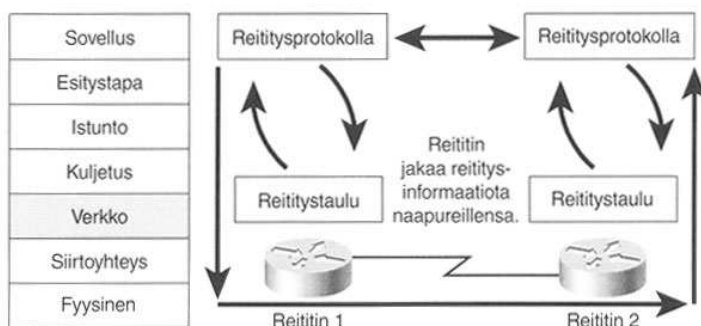 Sovellus
Esitystapa
Istunto
Kuljetus
Verkko
Siirtoyhteys
Fyysinen
Reititysprotokolla
Reititysprotokolla
Reititin
jakaa reititys-
informaatiota
naapureillensa.
Reititystaulu
Reititystaulu
Reititin 1
Reititin 2